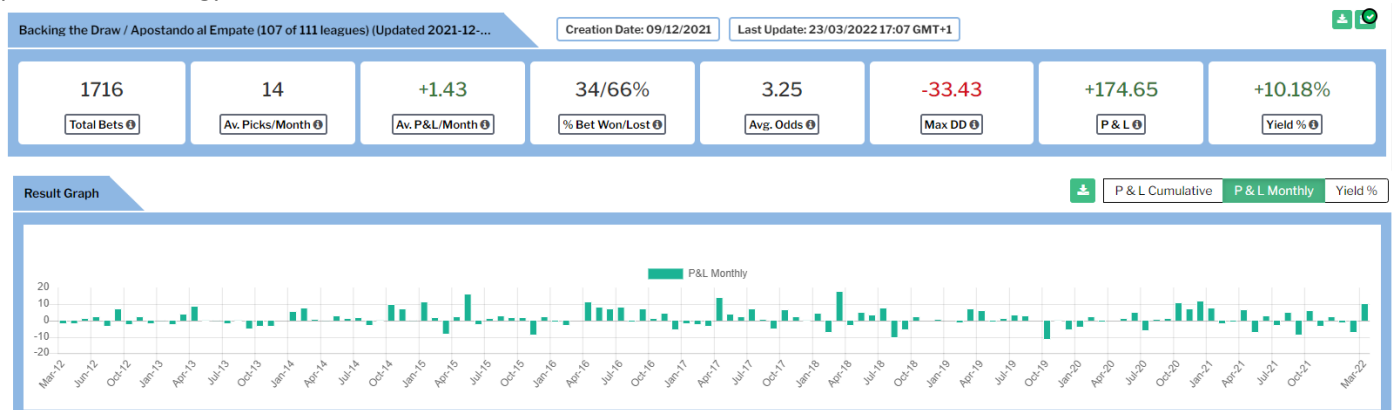 Backing the Draw / Apostando al Empate (107 of 111 leagues) (Updated 2021-12-...
Creation Date: 09/12/2021
Last Update: 23/03/2022 17:07 GMT+1
1716
14
+1.43
34/66%
3.25
-33.43
+174.65
+10.18%
Total Bets
Av. Picks/Month
Av. P&L/Month
% Bet Won/Lost
Avg. Odds
Max DD
P & L
Yield %
Result Graph
P & L Cumulative
P & L Monthly
Yield %
P&L Monthly
20
10
0
-10
-20
Mar-12
Jun-12
Oct-12
Jan-13
Apr-13
Jul-13
Oct-13
Jan-14
Apr-14
Jul-14
Oct-14
Jan-15
Apr-15
Jul-15
Oct-15
Jan-16
Apr-16
Jul-16
Oct-16
Jan-17
Apr-17
Jul-17
Oct-17
Jan-18
Apr-18
Jul-18
Oct-18
Jan-19
Apr-19
Jul-19
Oct-19
Jan-20
Apr-20
Jul-20
Oct-20
Jan-21
Apr-21
Jul-21
Oct-21
Mar-22